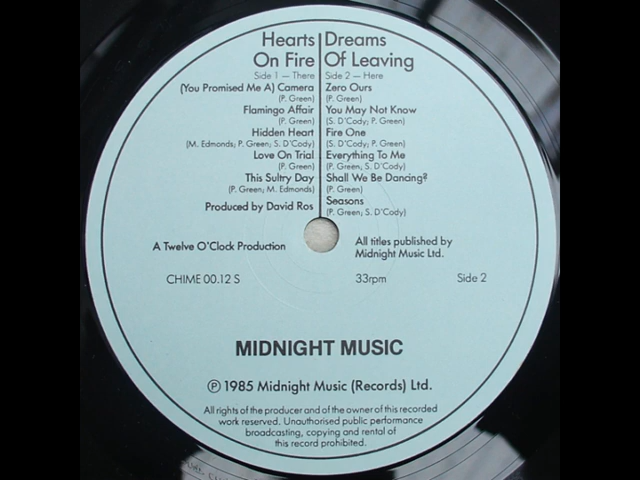 Hearts
On Fire
Side 1 — There
(You Promised Me A) Camera
(P. Green)
Flamingo Affair
(P. Green)
Hidden Heart
(M. Edmonds; P. Green; S. D'Cody)
Love On Trial
(P. Green)
This Sultry Day
(P. Green; M. Edmonds)
Produced by David Ros
Dreams
Of Leaving
Side 2 — Here
Zero Ours
(P. Green)
You May Not Know
(S. D'Cody; P. Green)
Fire One
(S. D'Cody; P. Green)
Everything To Me
(P. Green; S. D'Cody)
Shall We Be Dancing?
(P. Green)
Seasons
(P. Green; S. D'Cody)
A Twelve O'Clock Production
All titles published by
Midnight Music Ltd.
CHIME 00.12 S
33rpm
Side 2
MIDNIGHT MUSIC
Ⓟ 1985 Midnight Music (Records) Ltd.
All rights of the producer and of the owner of this recorded
work reserved. Unauthorised public performance
broadcasting, copying and rental of
this record prohibited.